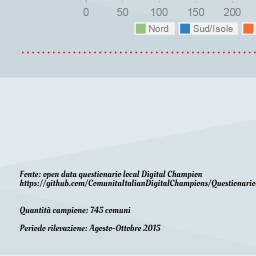 0 50 100 150 200
Nord Sud/Isole
Fonte: open data questionario local Digital Champion
https://github.com/ComunitaItalianDigitalChampions/Questionario
Quantità campione: 745 comuni
Periodo rilevazione: Agosto-Ottobre 2015